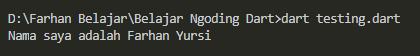 D:\Farhan Belajar\Belajar Ngoding Dart>dart testing.dart
Nama saya adalah Farhan Yursi